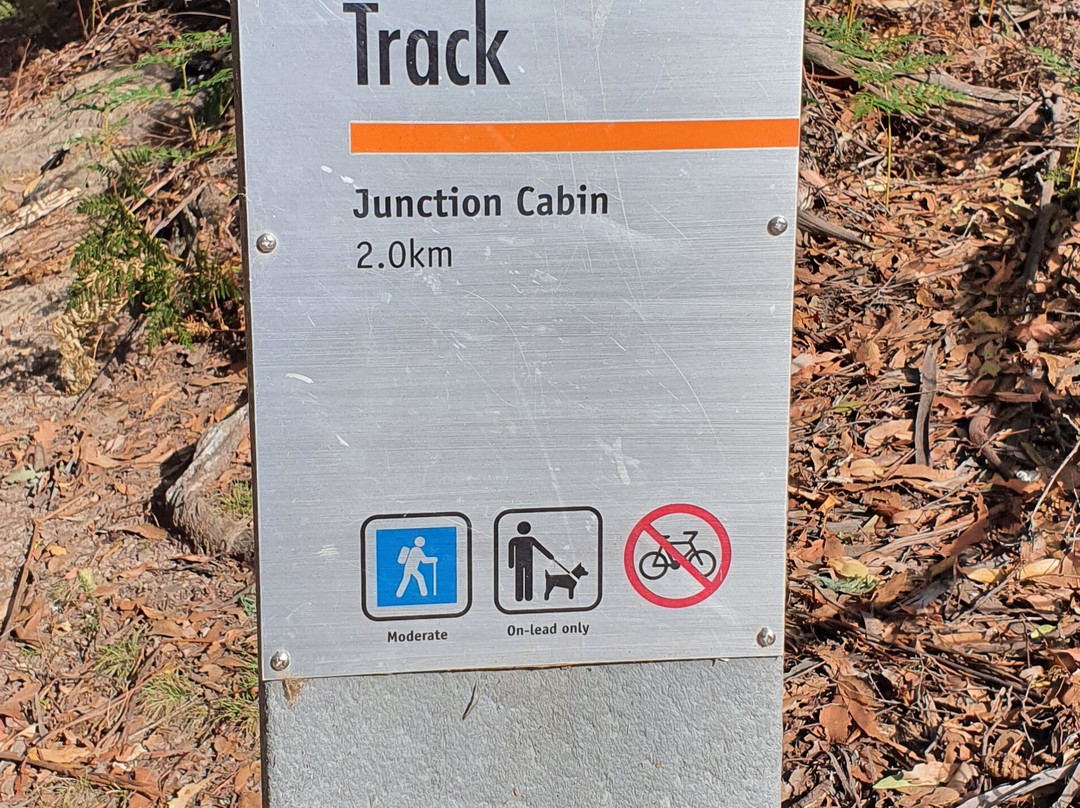 Track
Junction Cabin
2.0km
Moderate
On-lead only